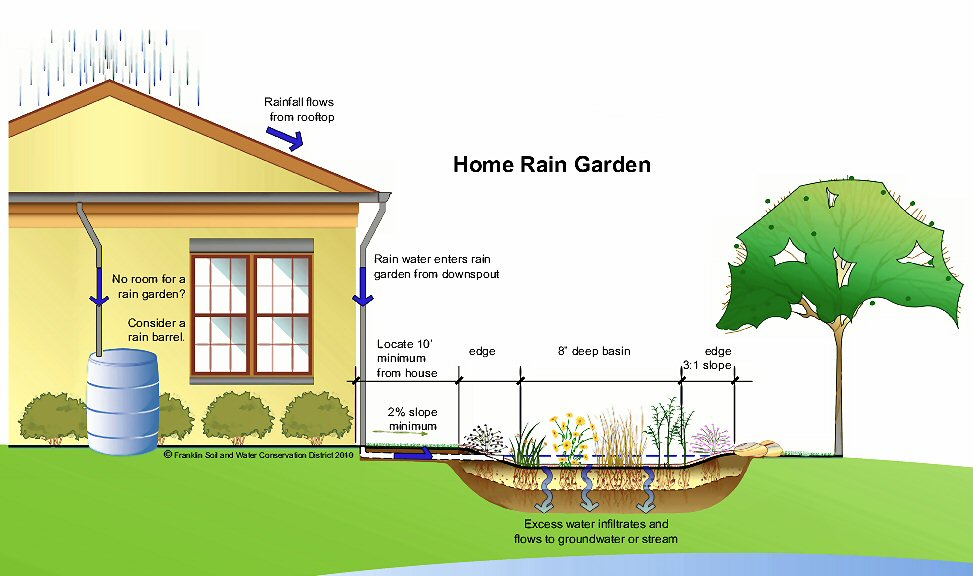 Rainfall flows
from rooftop
Home Rain Garden
Rain water enters rain
garden from downspout
No room for a
rain garden?
Consider a
rain barrel.
Locate 10'
minimum
from house
edge
8" deep basin
edge
3:1 slope
2% slope
minimum
© Franklin Soil and Water Conservation District 2010
Excess water infiltrates and
flows to groundwater or stream